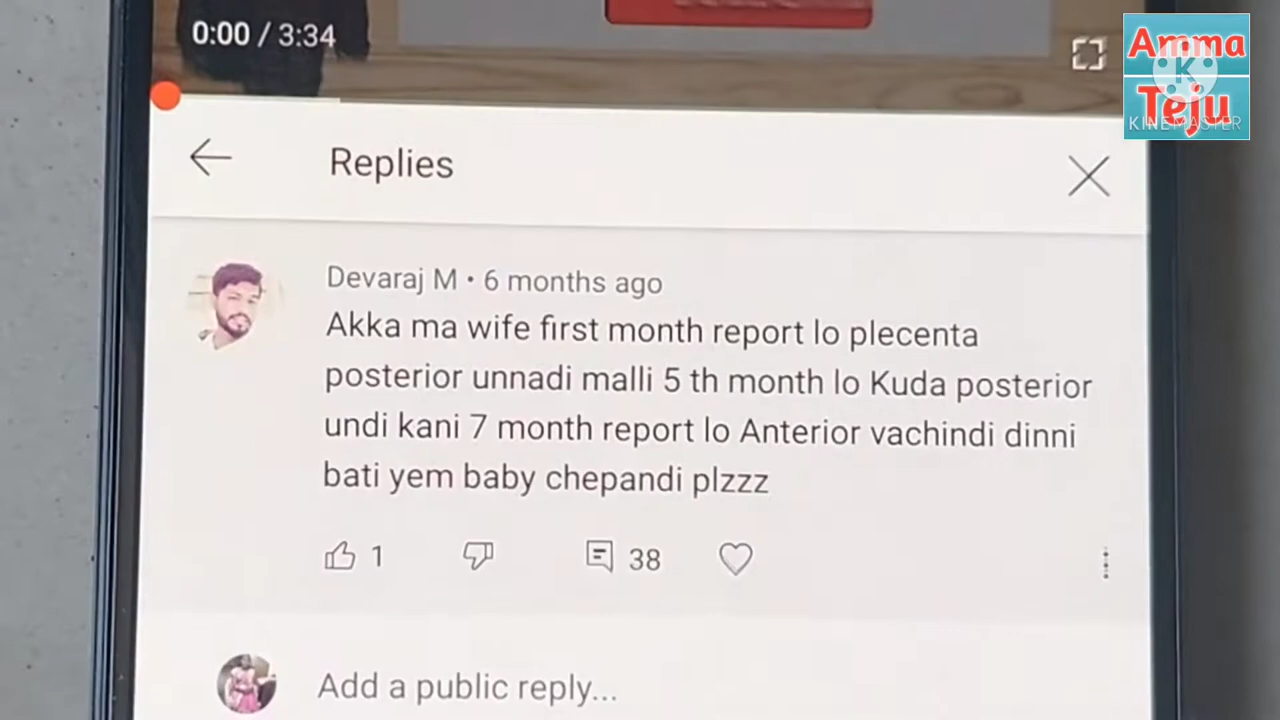 0:00 / 3:34
Amma
K
Teju
KINEMASTER
Replies
Devaraj M • 6 months ago
Akka ma wife first month report lo plecenta
posterior unnadi malli 5 th month lo Kuda posterior
undi kani 7 month report lo Anterior vachindi dinni
bati yem baby chepandi plzzz
1
38
Add a public reply...